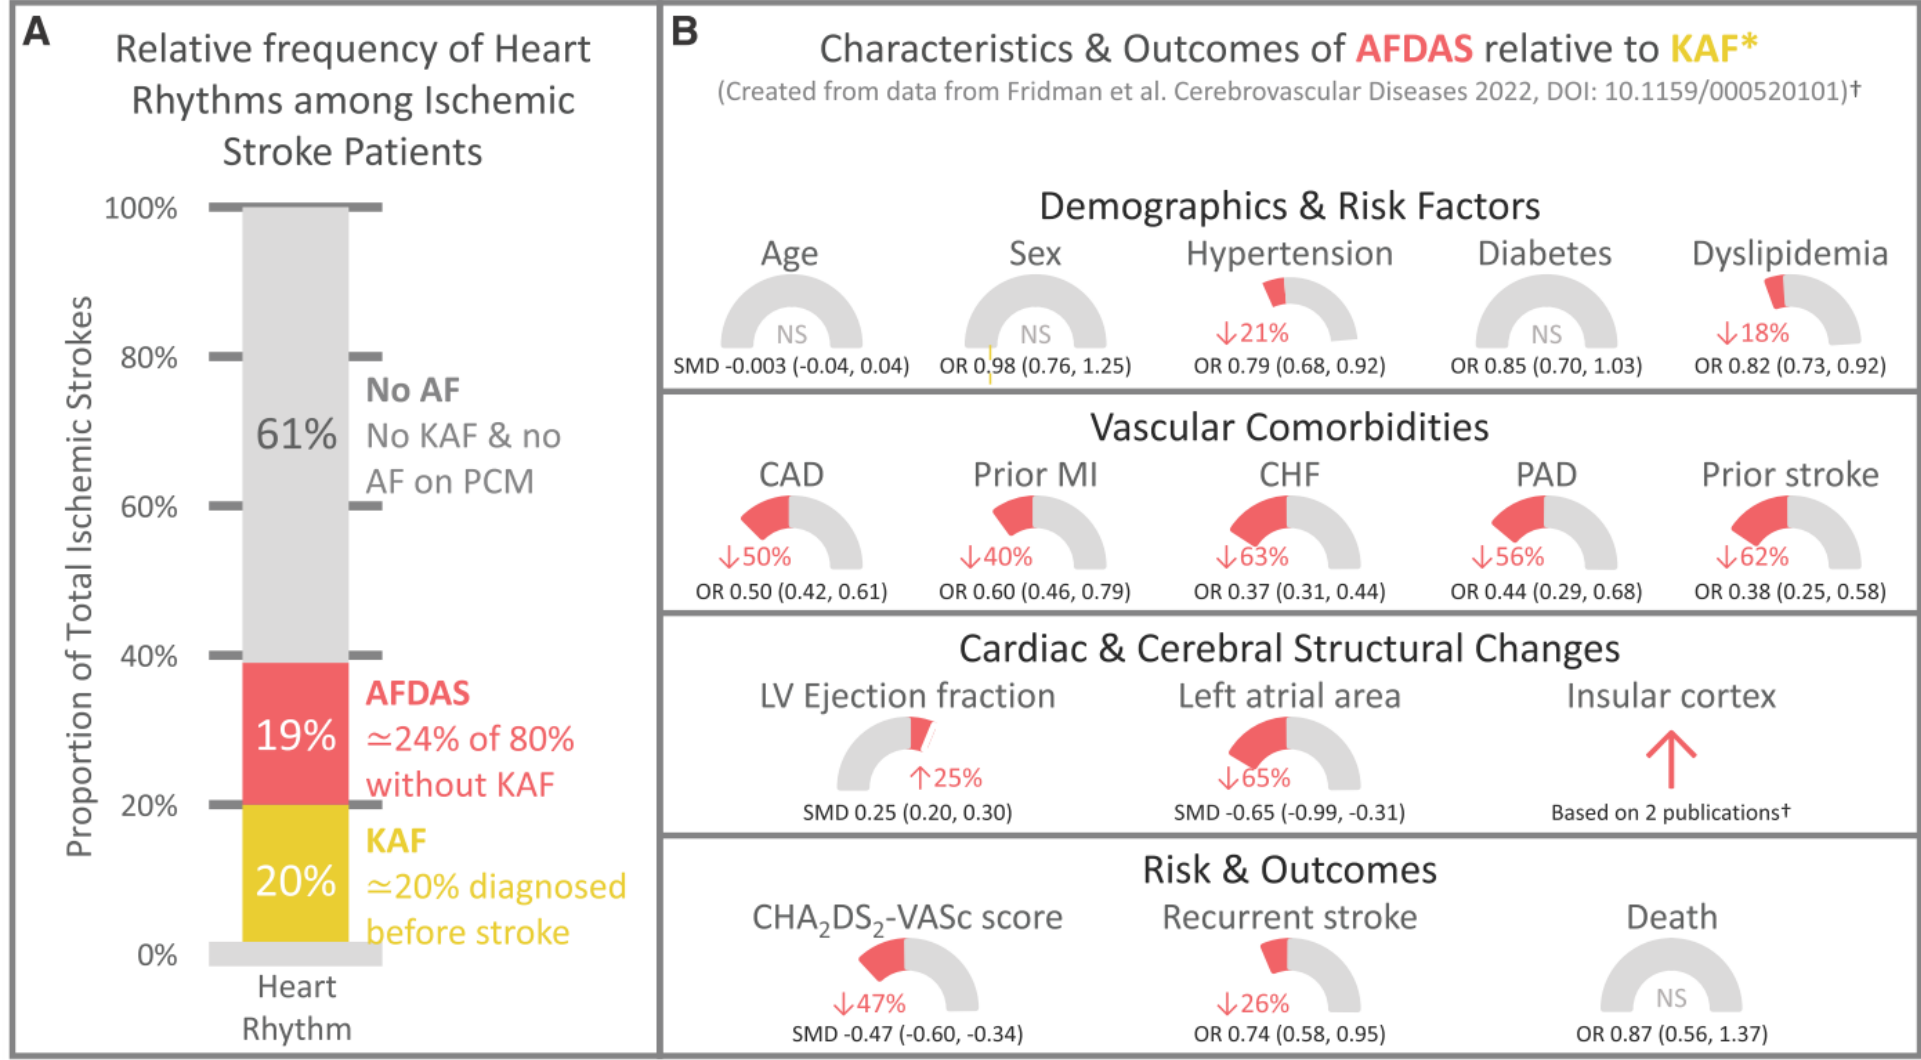 A
Relative frequency of Heart
Rhythms among Ischemic
Stroke Patients
Proportion of Total Ischemic Strokes
100%
80%
60%
40%
20%
0%
61%
No AF
No KAF & no
AF on PCM
19%
AFDAS
≃24% of 80%
without KAF
20%
KAF
≃20% diagnosed
before stroke
Heart
Rhythm
B
Characteristics & Outcomes of AFDAS relative to KAF*
(Created from data from Fridman et al. Cerebrovascular Diseases 2022, DOI: 10.1159/000520101)†
Demographics & Risk Factors
Age
NS
SMD -0.003 (-0.04, 0.04)
Sex
NS
OR 0.98 (0.76, 1.25)
Hypertension
↓21%
OR 0.79 (0.68, 0.92)
Diabetes
NS
OR 0.85 (0.70, 1.03)
Dyslipidemia
↓18%
OR 0.82 (0.73, 0.92)
Vascular Comorbidities
CAD
↓50%
OR 0.50 (0.42, 0.61)
Prior MI
↓40%
OR 0.60 (0.46, 0.79)
CHF
↓63%
OR 0.37 (0.31, 0.44)
PAD
↓56%
OR 0.44 (0.29, 0.68)
Prior stroke
↓62%
OR 0.38 (0.25, 0.58)
Cardiac & Cerebral Structural Changes
LV Ejection fraction
↑25%
SMD 0.25 (0.20, 0.30)
Left atrial area
↓65%
SMD -0.65 (-0.99, -0.31)
Insular cortex
↑
Based on 2 publications†
Risk & Outcomes
CHA₂DS₂-VASc score
↓47%
SMD -0.47 (-0.60, -0.34)
Recurrent stroke
↓26%
OR 0.74 (0.58, 0.95)
Death
NS
OR 0.87 (0.56, 1.37)